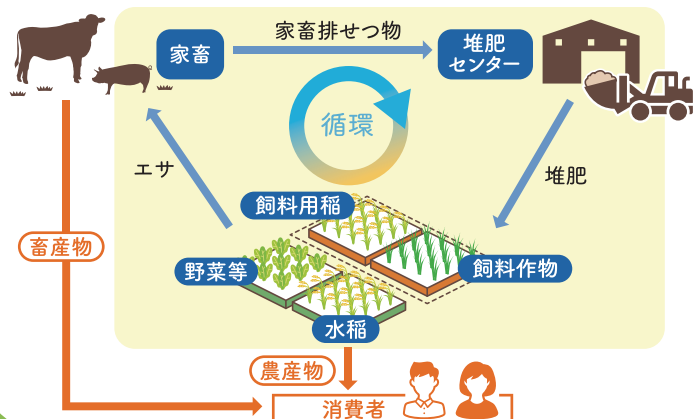 家畜
家畜排せつ物
堆肥
センター
循環
エサ
堆肥
飼料用稲
畜産物
野菜等
飼料作物
水稲
農産物
消費者